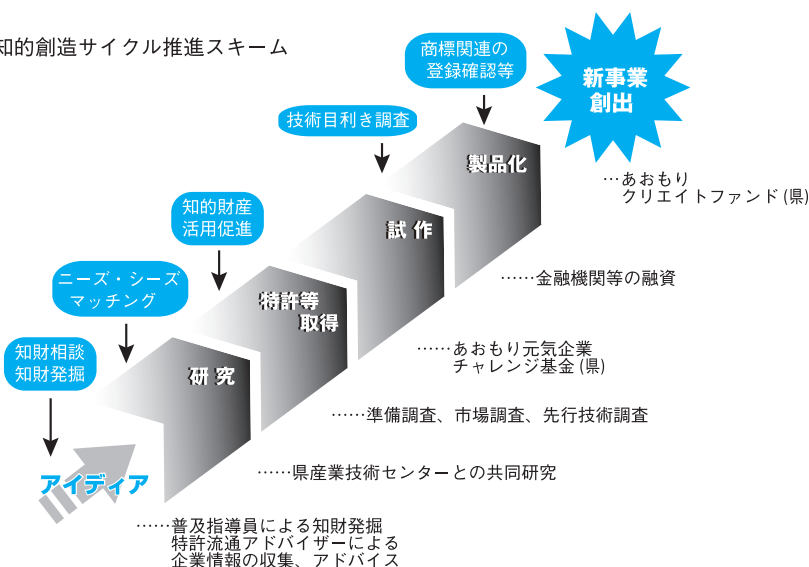 知的創造サイクル推進スキーム
商標関連の
登録確認等
新事業
創出
技術目利き調査
製品化
…あおもり
クリエイトファンド(県)
知的財産
活用促進
試作
……金融機関等の融資
ニーズ・シーズ
マッチング
特許等
取得
……あおもり元気企業
チャレンジ基金(県)
知財相談
知財発掘
研究
……準備調査、市場調査、先行技術調査
アイディア
……県産業技術センターとの共同研究
……普及指導員による知財発掘
特許流通アドバイザーによる
企業情報の収集、アドバイス